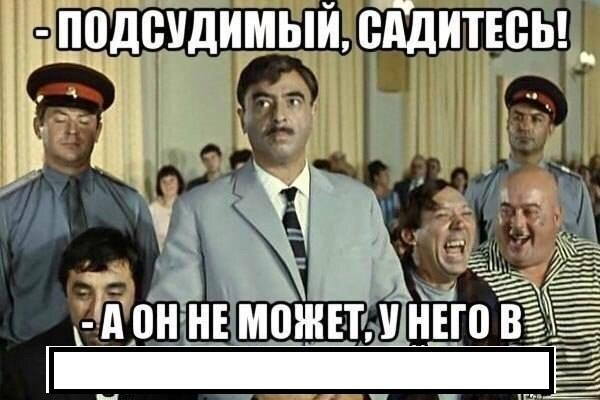 - ПОДСУДИМЫЙ, САДИТЕСЬ!
- А ОН НЕ МОЖЕТ, У НЕГО В